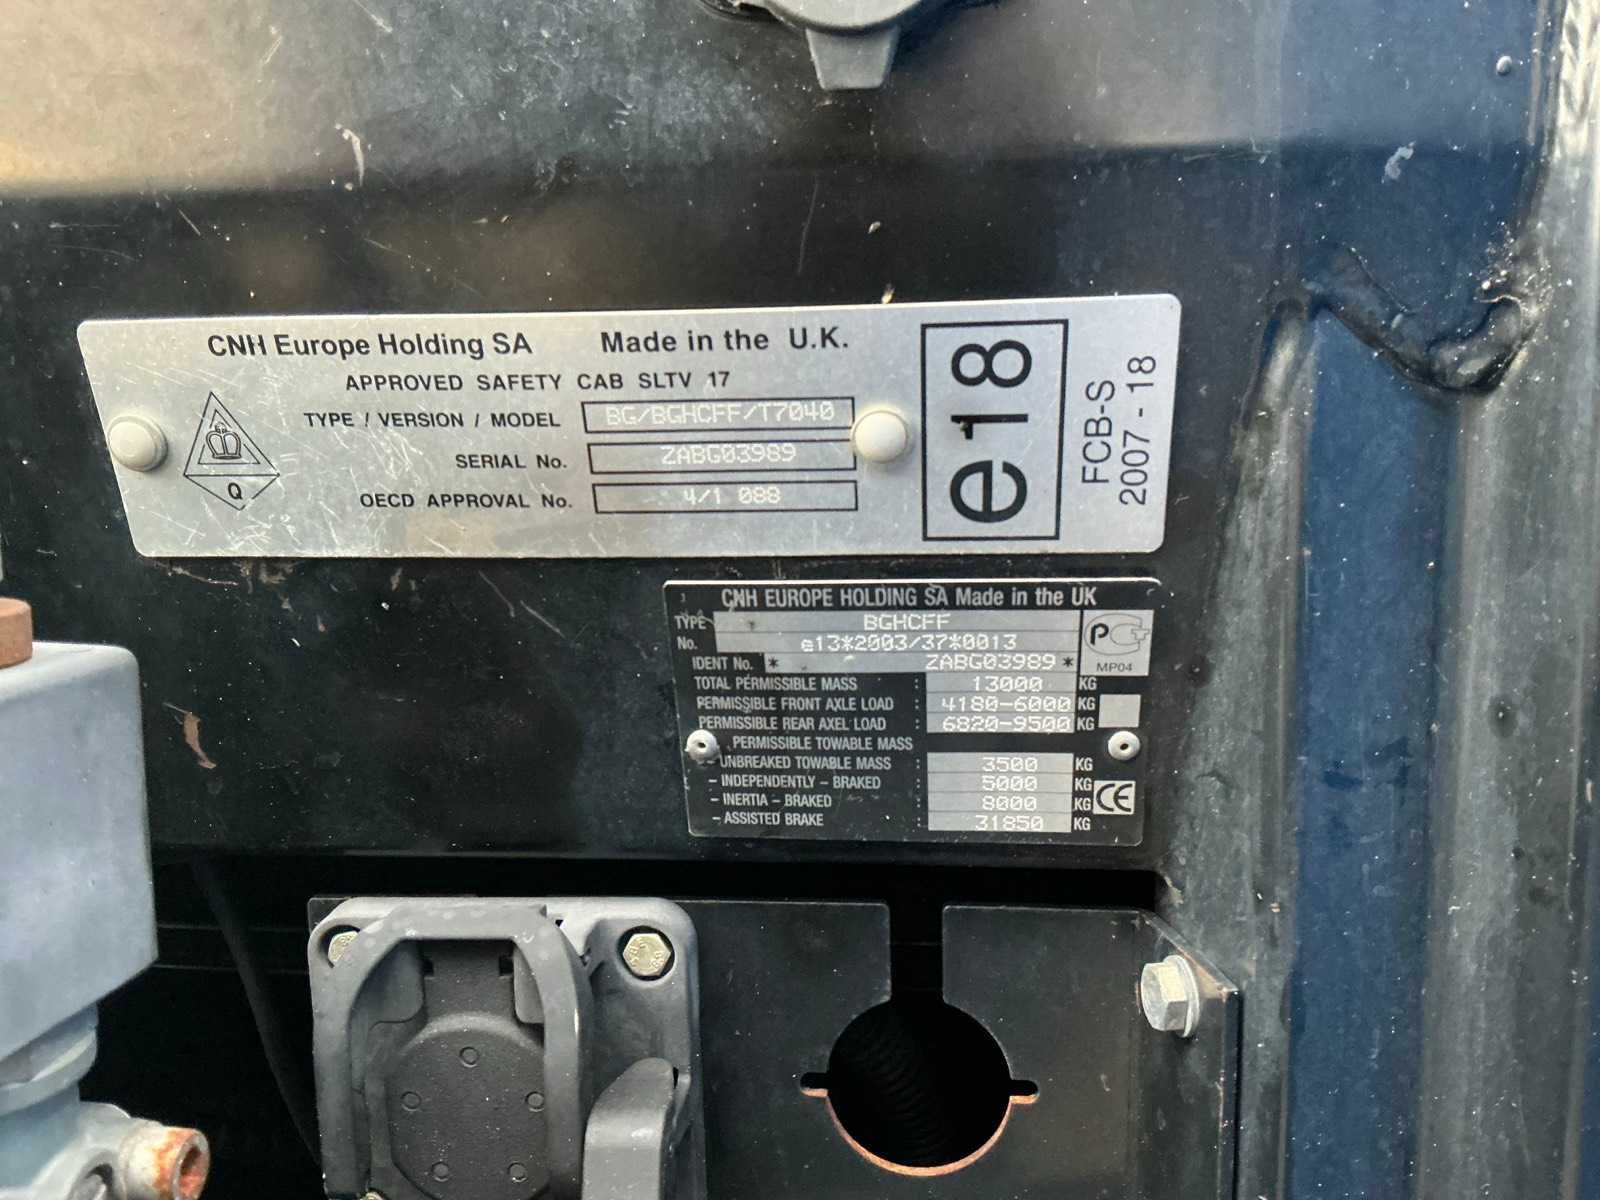 CNH Europe Holding SA Made in the U.K.
APPROVED SAFETY CAB SLTV 17
TYPE / VERSION / MODEL BG/BGHCFF/T7040
SERIAL No. ZABG03989
OECD APPROVAL No. 4/1 088
Q
e18
FCB-S
2007 - 18
CNH EUROPE HOLDING SA Made in the UK
TYPE BGHCFF
No. e13*2003/37*0013
IDENT No. * ZABG03989 *
MP04
TOTAL PERMISSIBLE MASS : 13000 KG
PERMISSIBLE FRONT AXLE LOAD : 4180-6000 KG
PERMISSIBLE REAR AXEL LOAD : 6820-9500 KG
PERMISSIBLE TOWABLE MASS
UNBREAKED TOWABLE MASS : 3500 KG
- INDEPENDENTLY - BRAKED : 5000 KG
- INERTIA - BRAKED : 8000 KG
- ASSISTED BRAKE : 31850 KG
CE